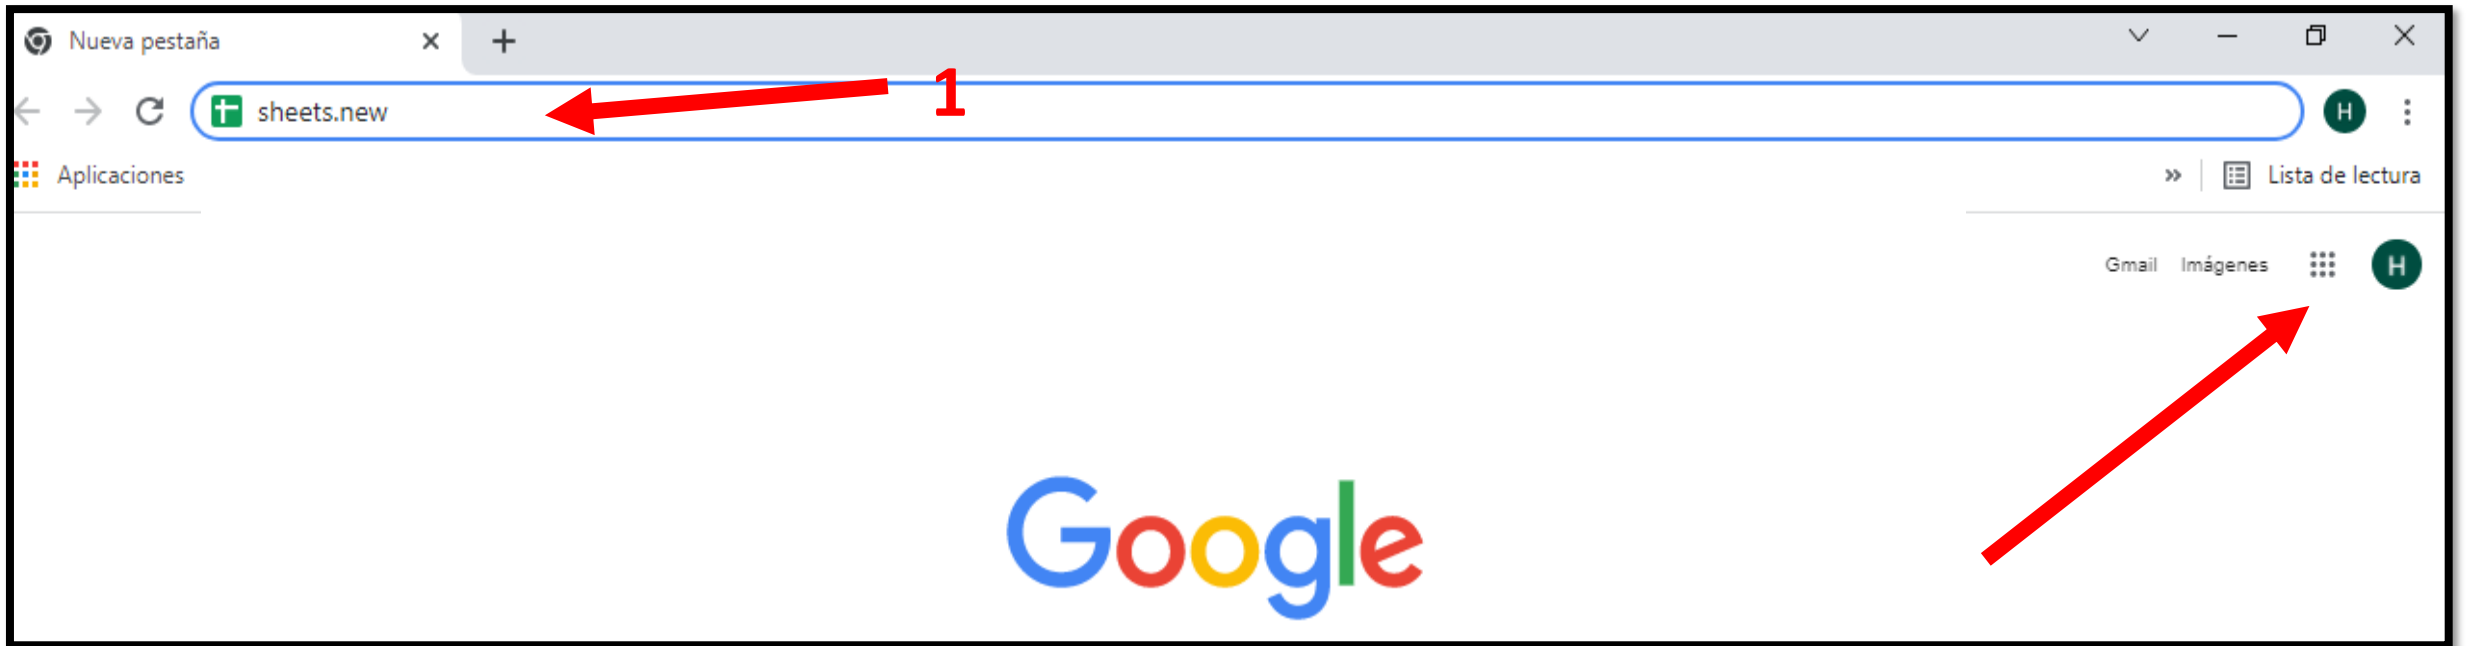 Nueva pestaña
sheets.new
1
H
Aplicaciones
Lista de lectura
Gmail Imágenes
H
Google